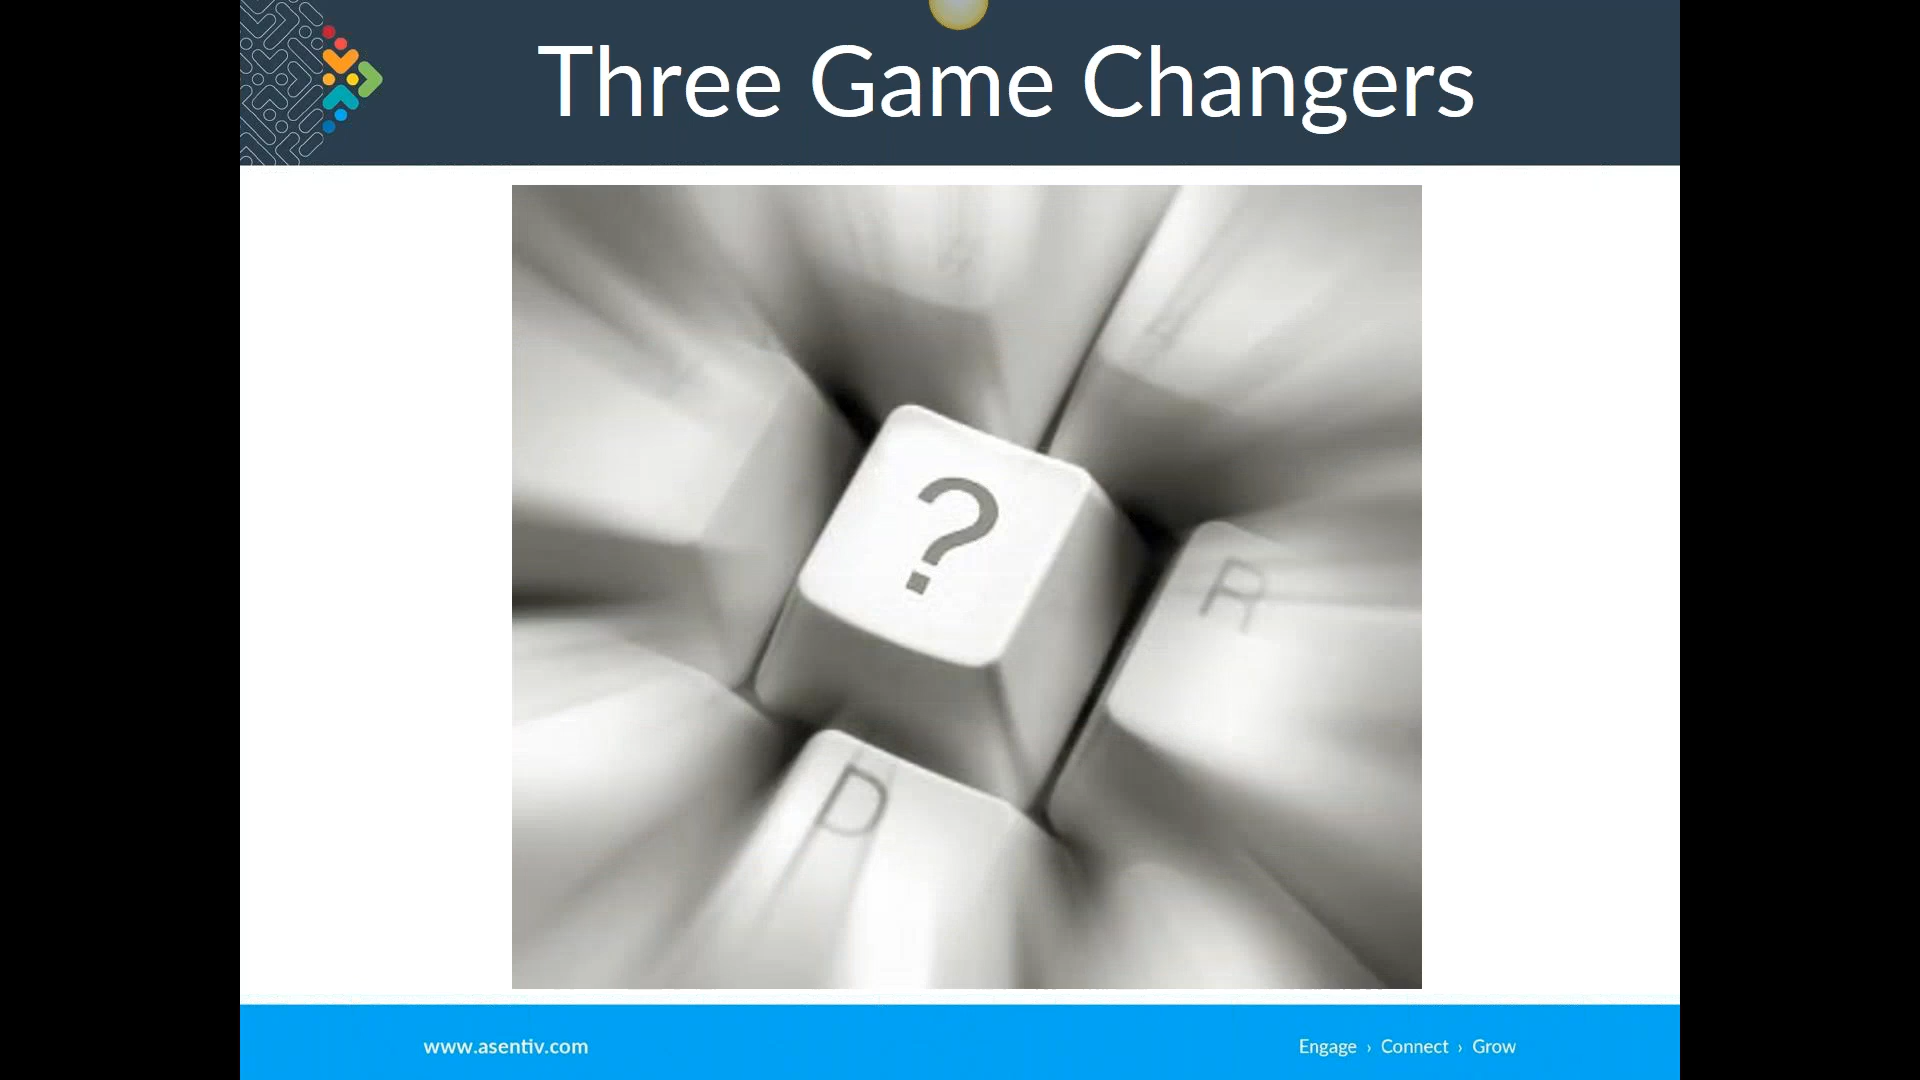 Three Game Changers
?
R
D
www.asentiv.com
Engage › Connect › Grow